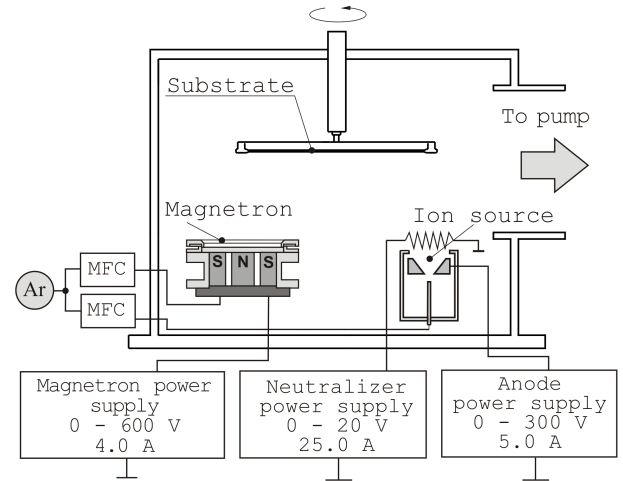 Substrate
To pump
Magnetron
Ion source
S N S
MFC
Ar
MFC
Magnetron power
supply
0 - 600 V
4.0 A
Neutralizer
power supply
0 - 20 V
25.0 A
Anode
power supply
0 - 300 V
5.0 A